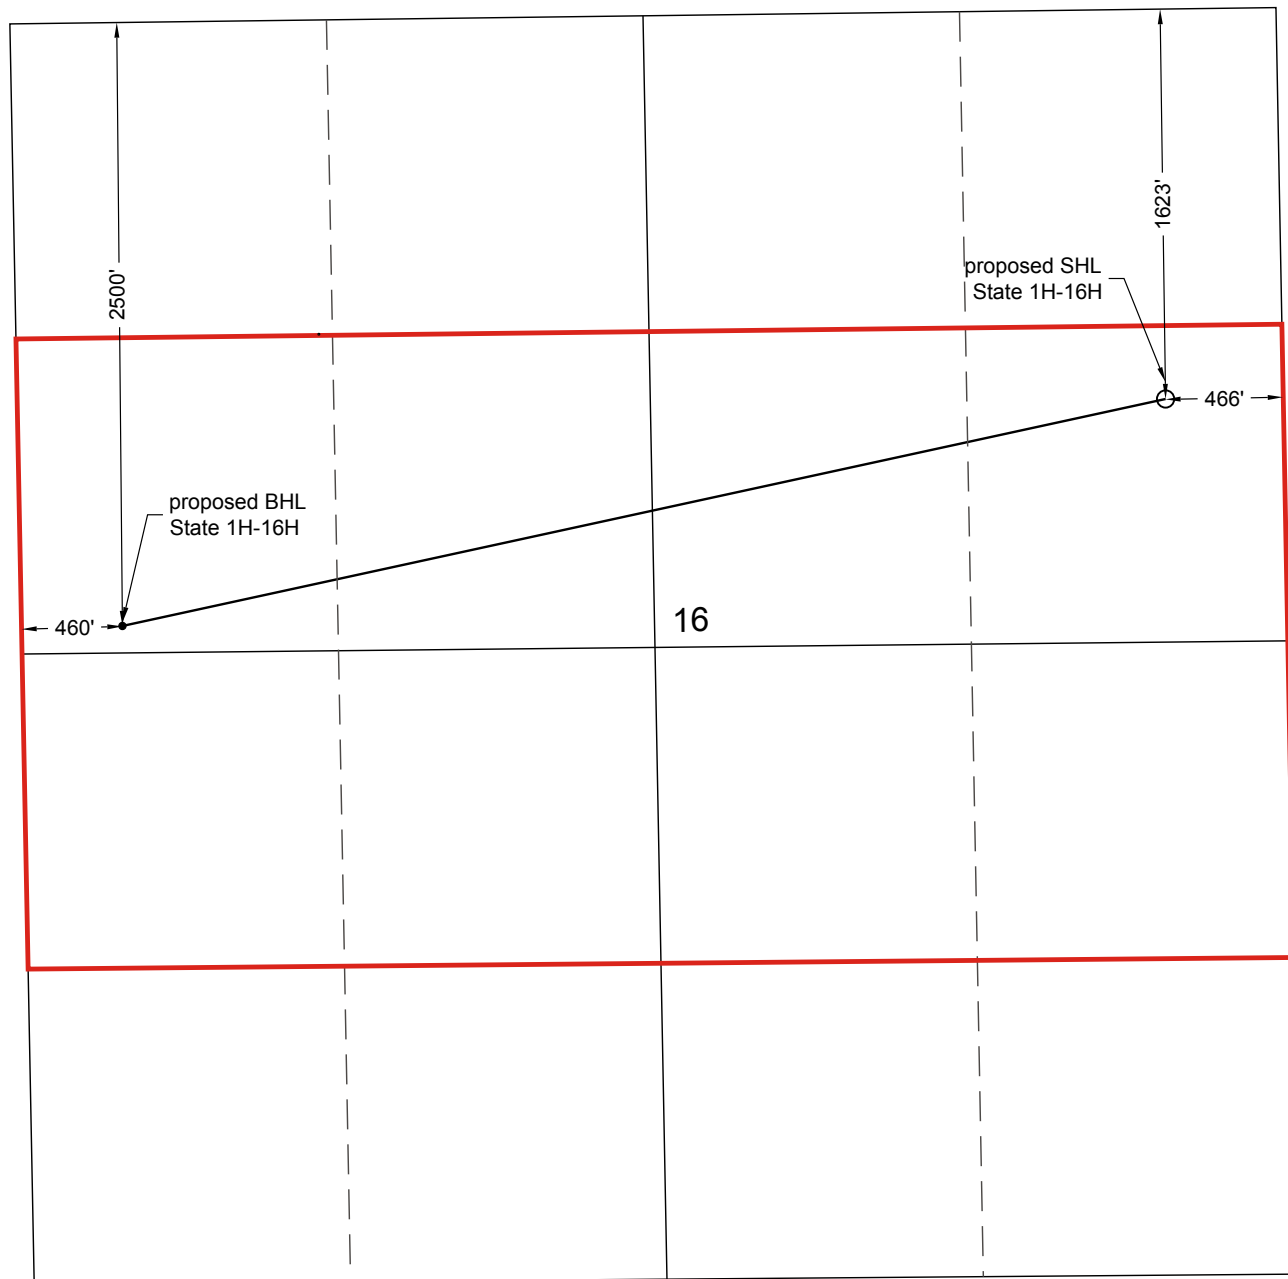 2500'
1623'
proposed SHL
State 1H-16H
466'
proposed BHL
State 1H-16H
460'
16